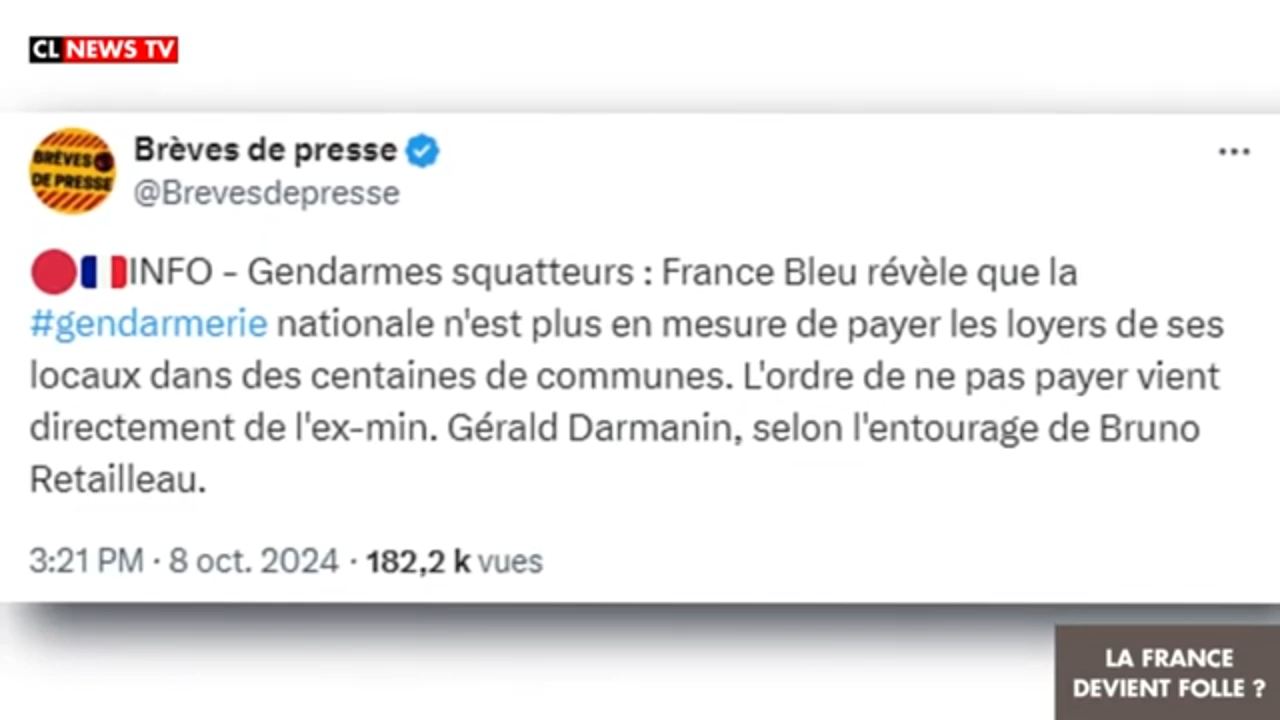 CL NEWS TV
BRÈVES
DE PRESSE
Brèves de presse
@Brevesdepresse
INFO - Gendarmes squatteurs : France Bleu révèle que la
#gendarmerie nationale n'est plus en mesure de payer les loyers de ses
locaux dans des centaines de communes. L'ordre de ne pas payer vient
directement de l'ex-min. Gérald Darmanin, selon l'entourage de Bruno
Retailleau.
3:21 PM · 8 oct. 2024 · 182,2 k vues
LA FRANCE
DEVIENT FOLLE ?